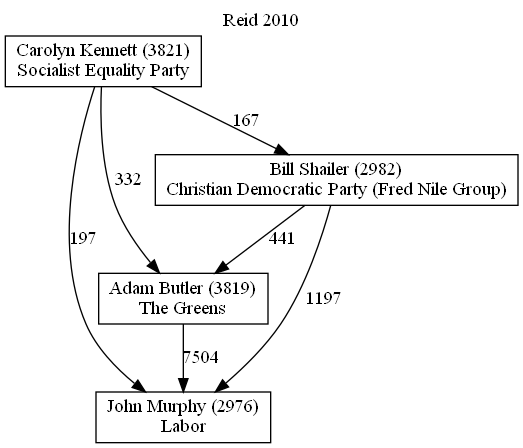 Reid 2010
Carolyn Kennett (3821)
Socialist Equality Party
167
Bill Shailer (2982)
Christian Democratic Party (Fred Nile Group)
332
197
441
1197
Adam Butler (3819)
The Greens
7504
John Murphy (2976)
Labor